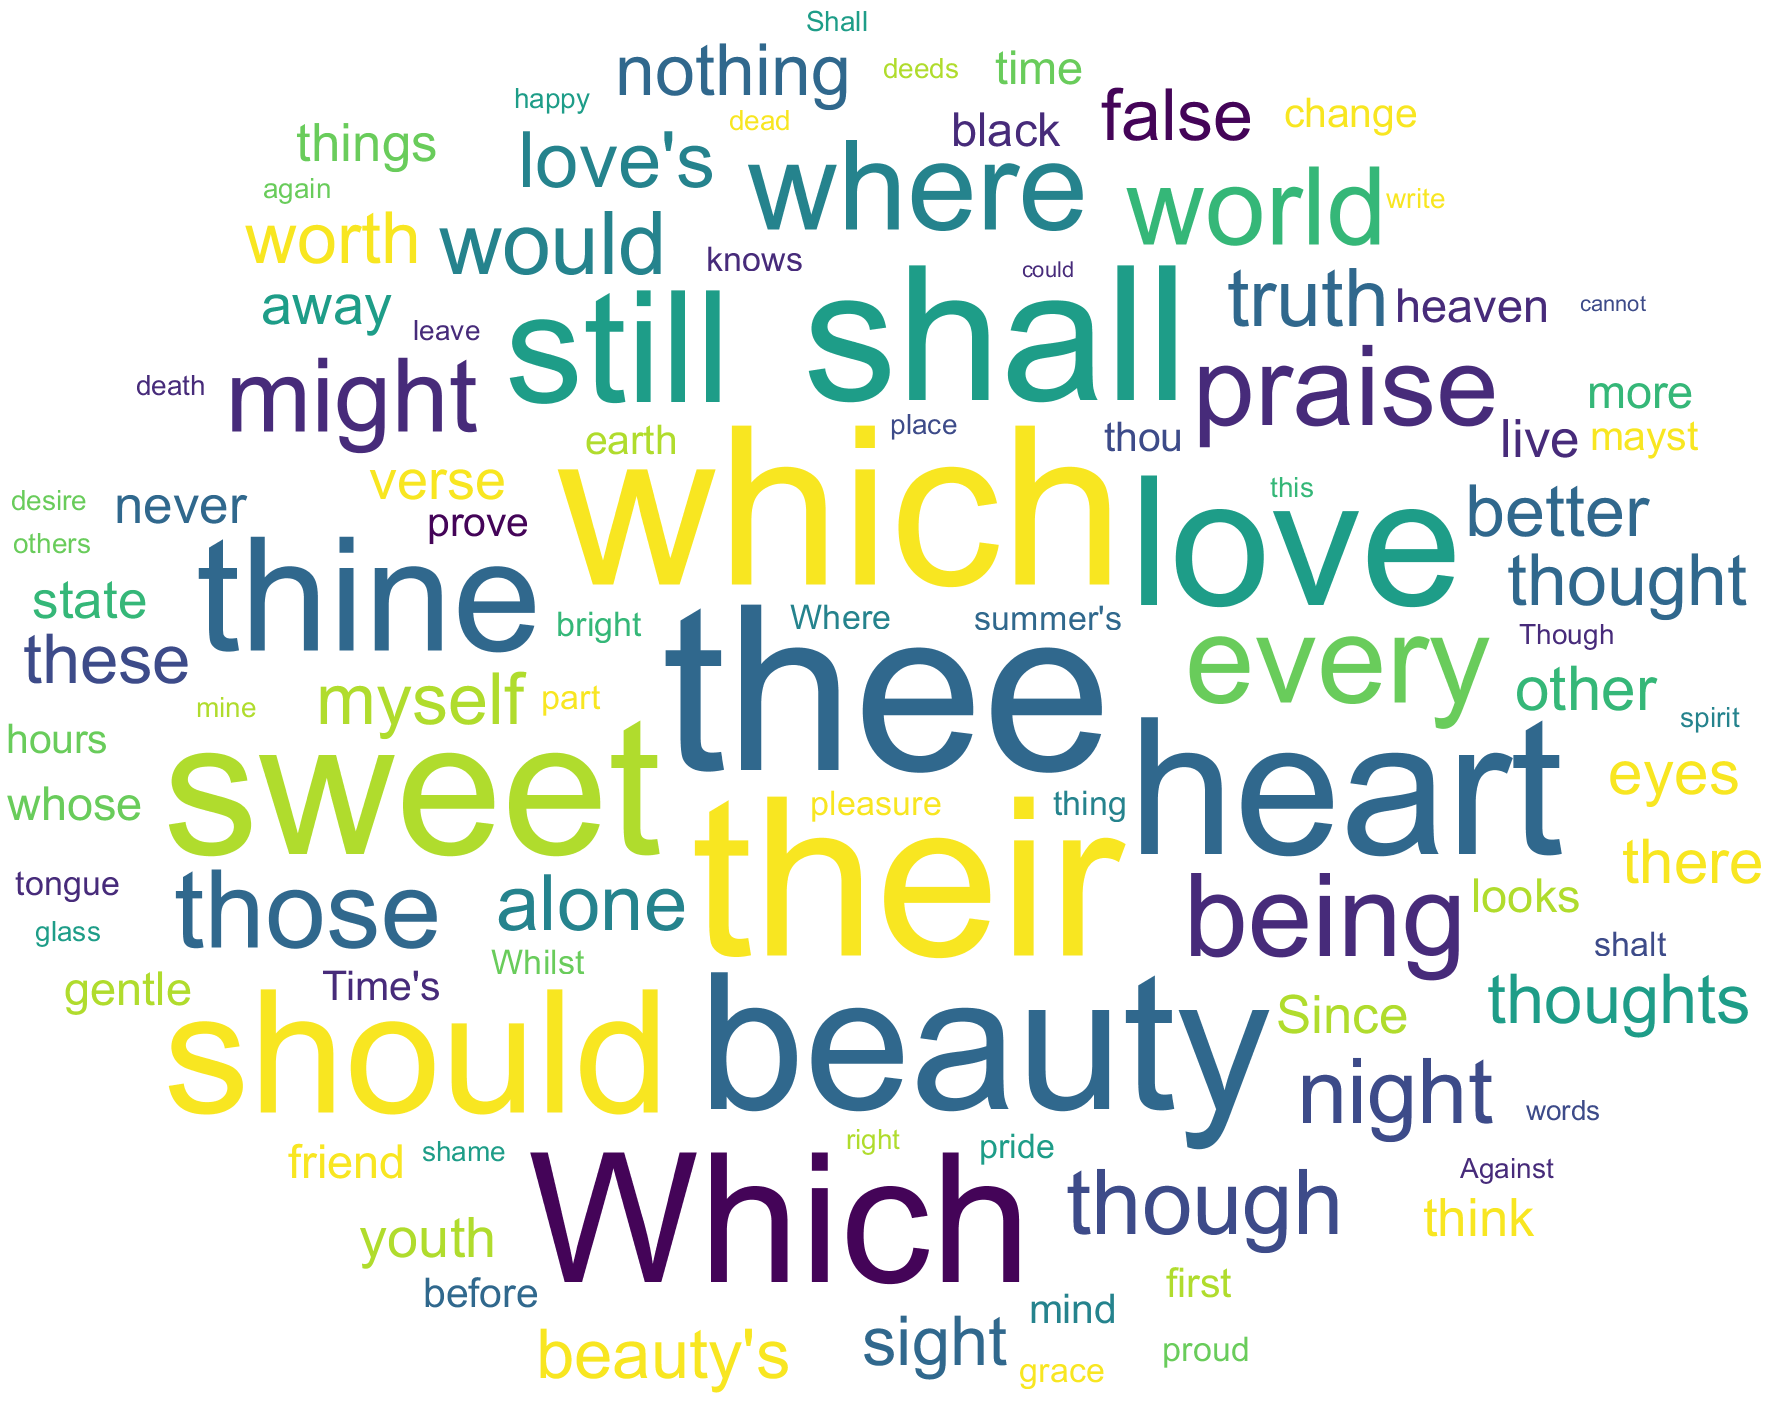 Shall
nothing
deeds
time
happy
dead
black
false
change
things
love's
where
world
again
write
worth
would
knows
could
truth
heaven
cannot
away
leave
still
shall
death
might
praise
more
earth
place
thou
live
mayst
desire
never
verse
prove
which
love
this
better
others
thine
thought
state
bright
Where
summer's
Though
these
thee
every
other
mine
myself
part
spirit
hours
sweet
heart
eyes
whose
pleasure
thing
tongue
those
alone
their
being
looks
there
glass
shalt
gentle
Time's
Whilst
Since
thoughts
should
beauty
night
words
friend
shame
right
pride
Against
youth
Which
though
think
before
first
mind
beauty's
sight
grace
proud